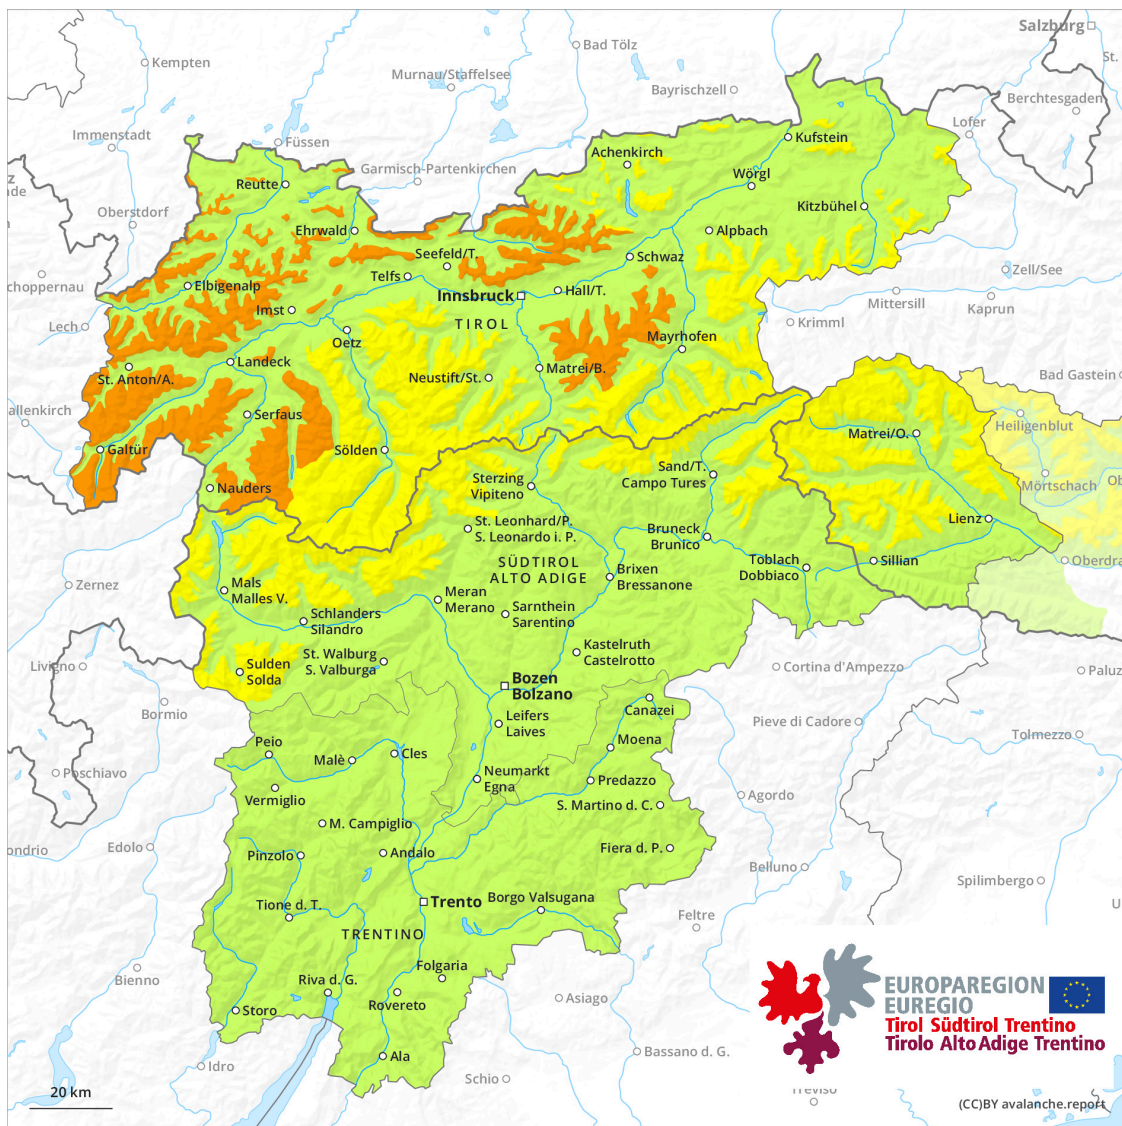 Salzburg
Bad Tölz
St.
Kempten
Murnau/Staffelsee
Bayrischzell
Berchtesgaden
Immenstadt
Füssen
Kufstein
Lofer
Achenkirch
Garmisch-Partenkirchen
Wörgl
Reutte
Kitzbühel
Oberstdorf
Ehrwald
Alpbach
Seefeld/T.
Schwaz
Zell/See
Telfs
choppernau
Elbigenalp
Innsbruck
Hall/T.
Mittersill
Kaprun
Imst
TIROL
Krimml
Lech
Oetz
Mayrhofen
Landeck
St. Anton/A.
Neustift/St.
Matrei/B.
Bad Gastein
allenkirch
Serfaus
Heiligenblut
Matrei/O.
Galtür
Sölden
Sand/T.
Campo Tures
Sterzing
Vipiteno
Nauders
Mörtschach
Ob
St. Leonhard/P.
S. Leonardo i. P.
Lienz
Bruneck
Brunico
SÜDTIROL
ALTO ADIGE
Toblach
Dobbiaco
Sillian
Oberdra
Brixen
Bressanone
Zernez
Mals
Malles V.
Meran
Merano
Sarnthein
Sarentino
Schlanders
Silandro
Kastelruth
Castelrotto
St. Walburg
S. Valburga
Livigno
Sulden
Solda
Cortina d'Ampezzo
Paluz
Bozen
Bolzano
Bormio
Canazei
Leifers
Laives
Pieve di Cadore
Tolmezzo
Peio
Moena
Malè
Cles
Poschiavo
Neumarkt
Egna
Predazzo
Vermiglio
S. Martino d. C.
Agordo
M. Campiglio
ondrio
Edolo
Pinzolo
Andalo
Fiera d. P.
Belluno
Spilimbergo
Trento
Borgo Valsugana
Tione d. T.
Feltre
TRENTINO
Bienno
Folgaria
Riva d. G.
Rovereto
Asiago
Storo
EUROPAREGION
EUREGIO
Tirol Südtirol Trentino
Tirolo Alto Adige Trentino
Ala
Bassano d. G.
Idro
Schio
Treviso
20 km
(CC)BY avalanche.report